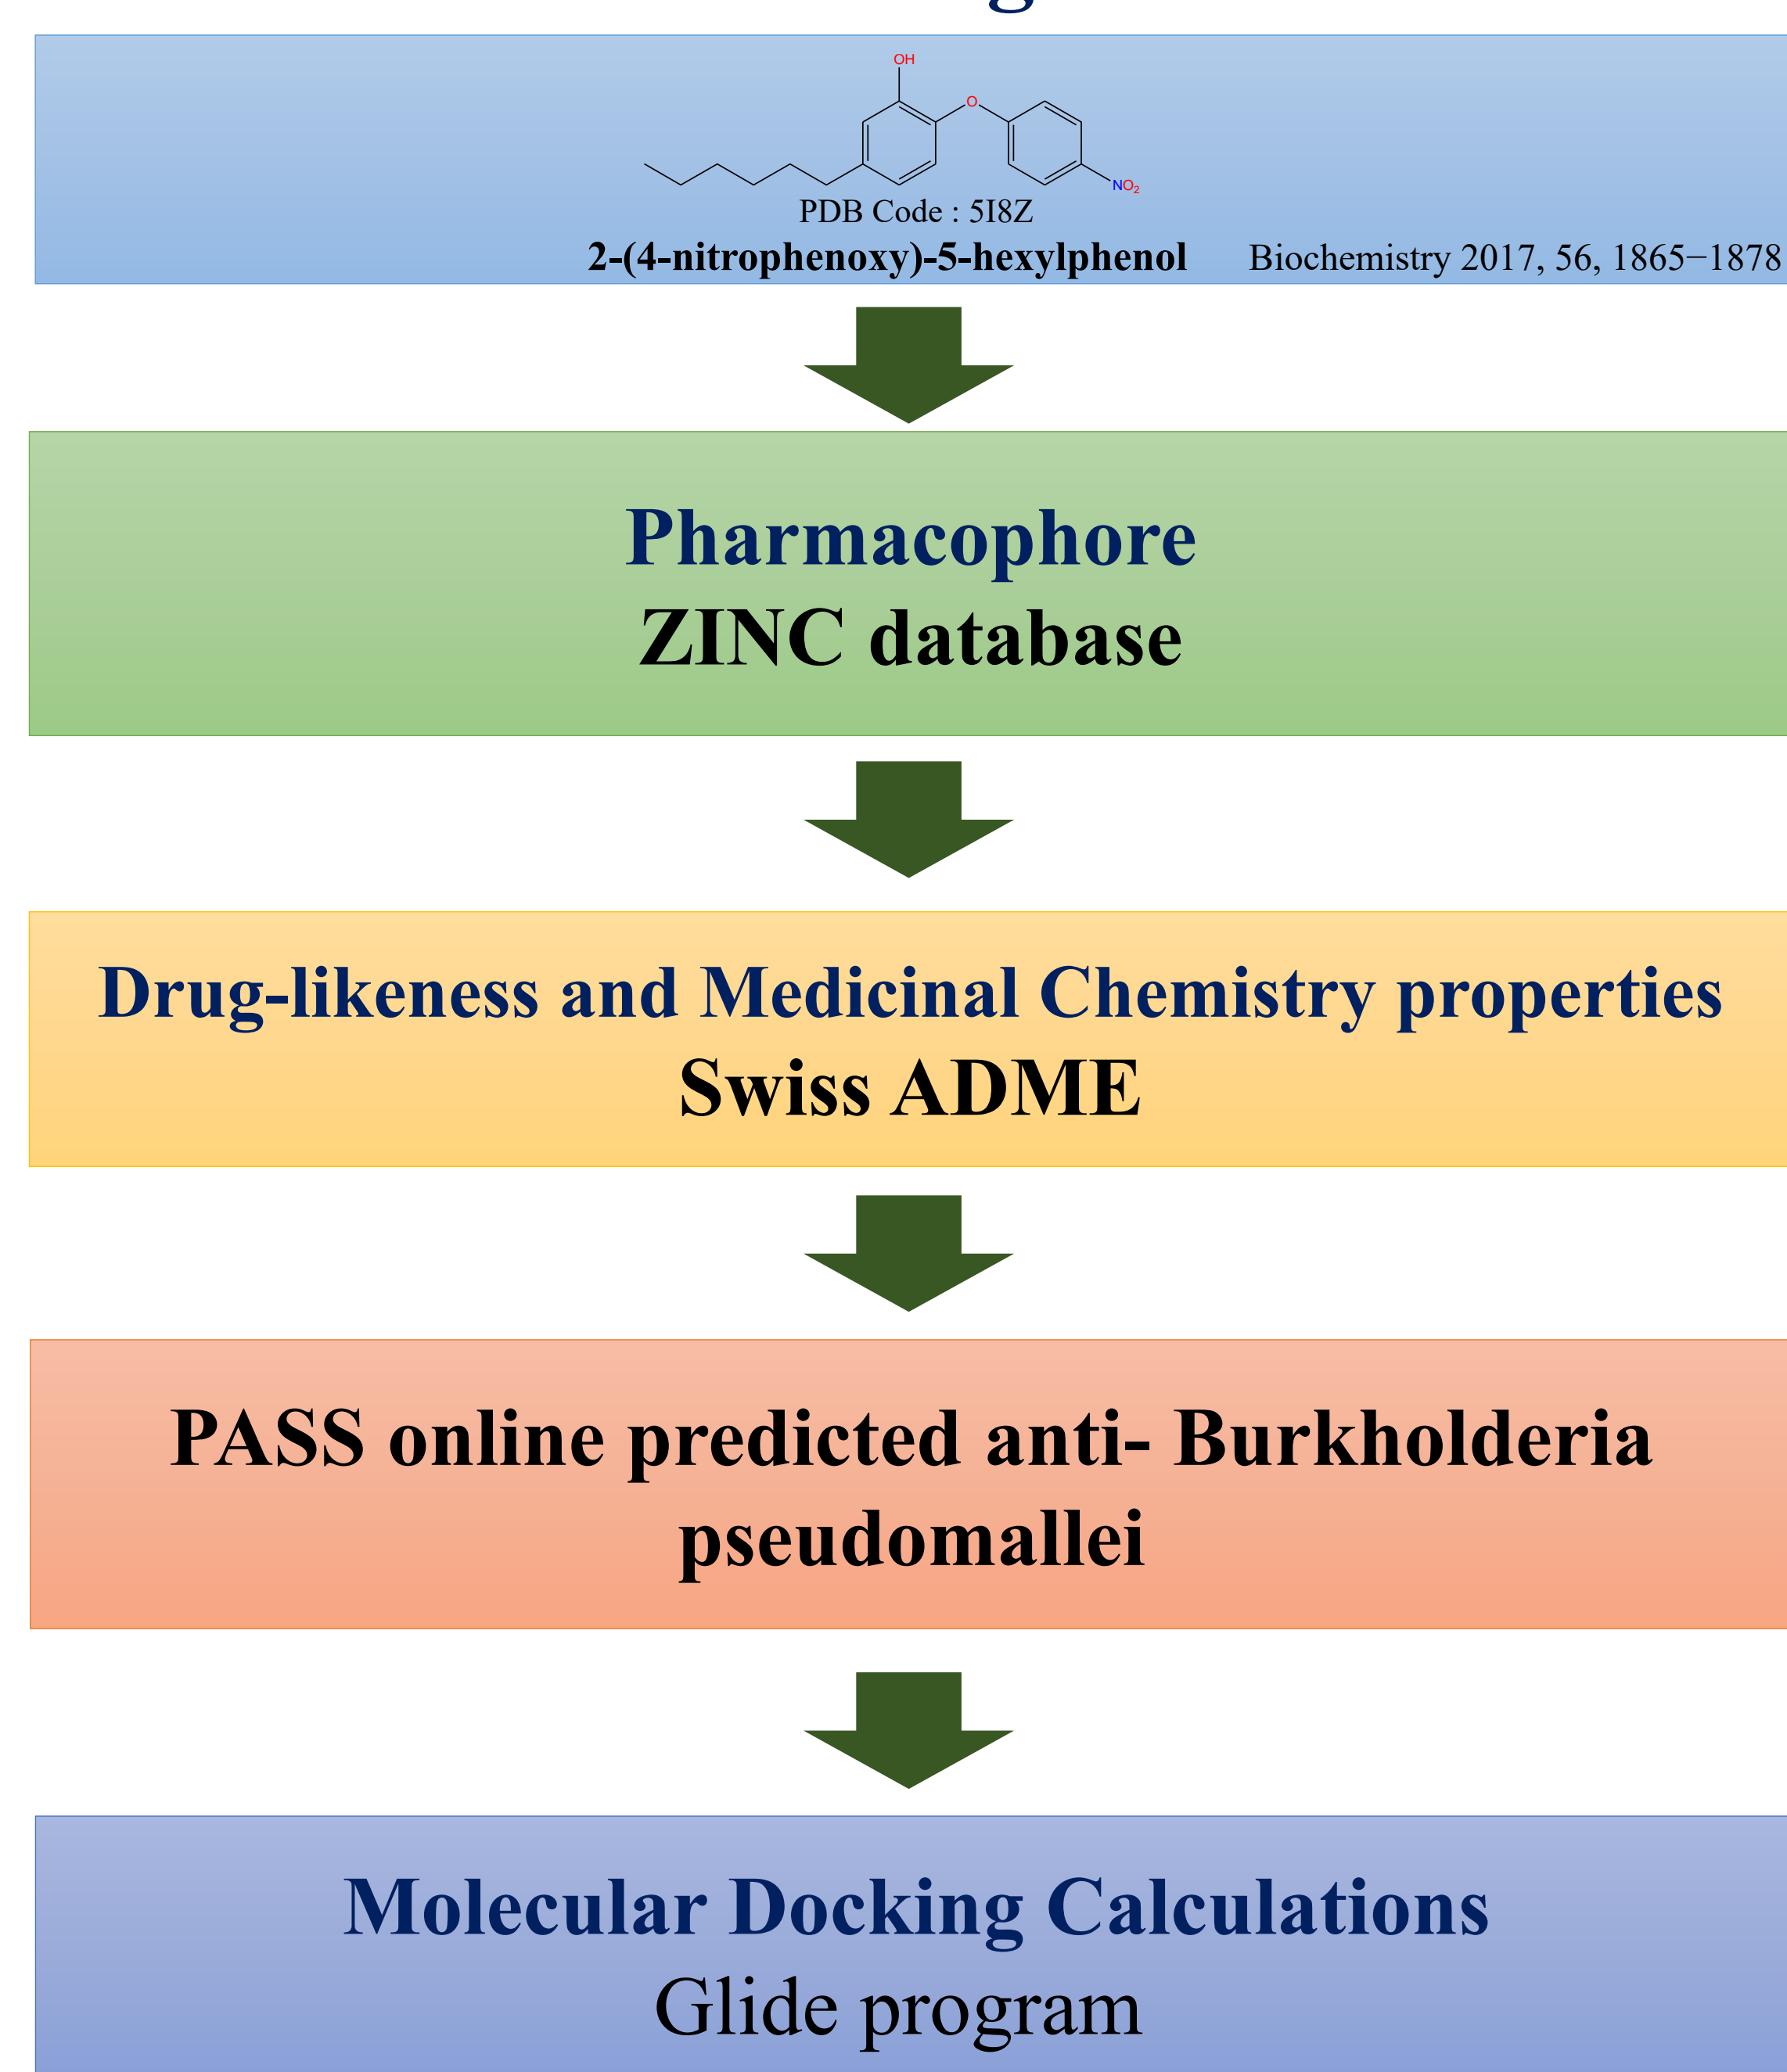 OH
O
NO2
PDB Code : 5I8Z
2-(4-nitrophenoxy)-5-hexylphenol Biochemistry 2017, 56, 1865−1878
Pharmacophore
ZINC database
Drug-likeness and Medicinal Chemistry properties
Swiss ADME
PASS online predicted anti- Burkholderia
pseudomallei
Molecular Docking Calculations
Glide program